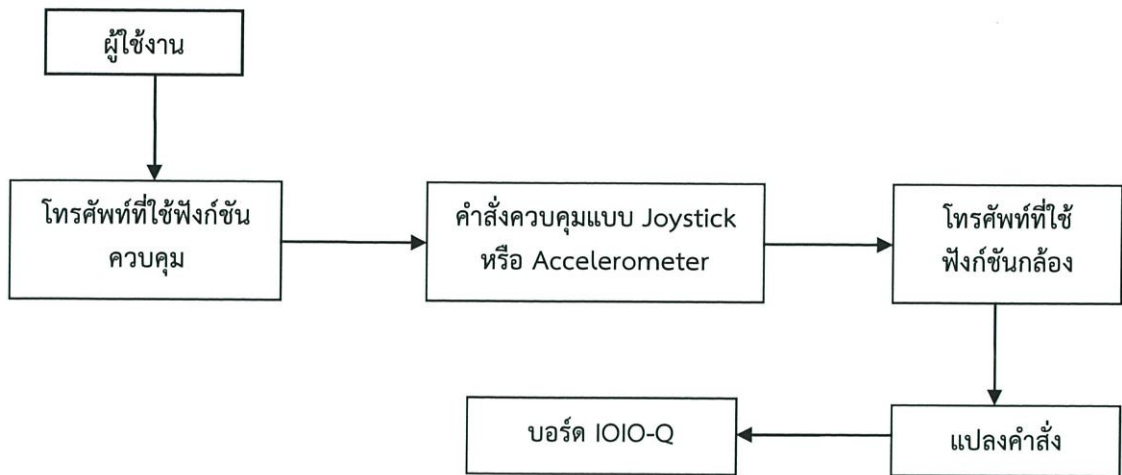 ผู้ใช้งาน
โทรศัพท์ที่ใช้ฟังก์ชัน
ควบคุม
คำสั่งควบคุมแบบ Joystick
หรือ Accelerometer
โทรศัพท์ที่ใช้
ฟังก์ชันกล้อง
บอร์ด IOIO-Q
แปลงคำสั่ง